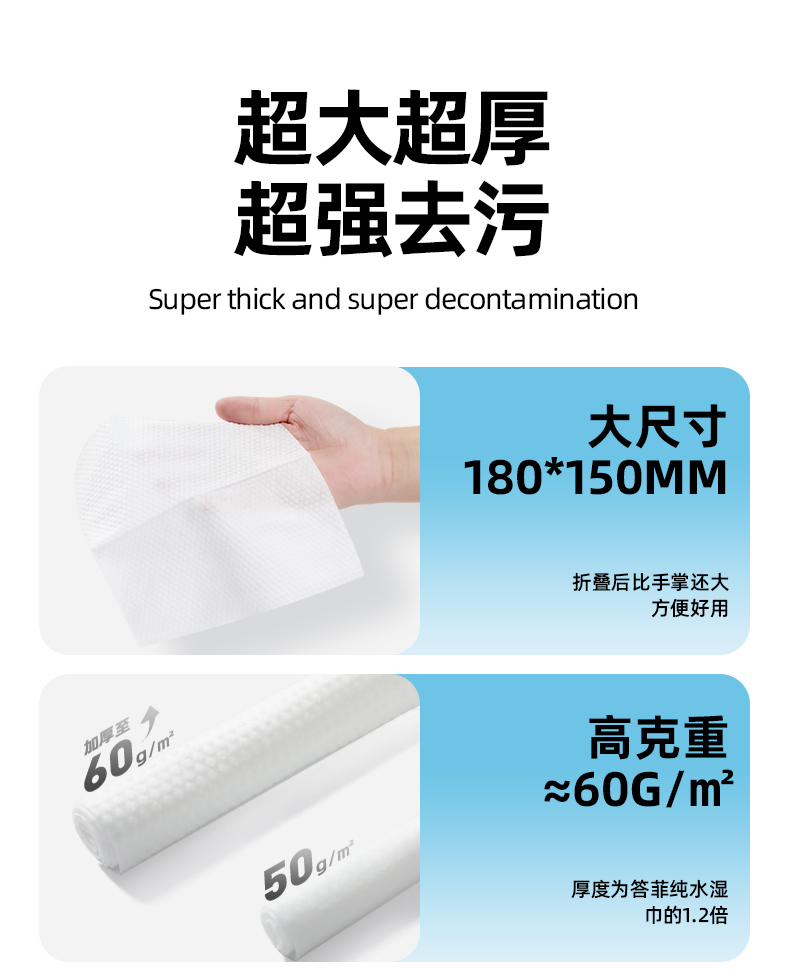 超大超厚
超强去污
Super thick and super decontamination
大尺寸
180*150MM
折叠后比手掌还大
方便好用
加厚至
60g/m²
50g/m²
高克重
≈60G/m²
厚度为答菲纯水湿
巾的1.2倍